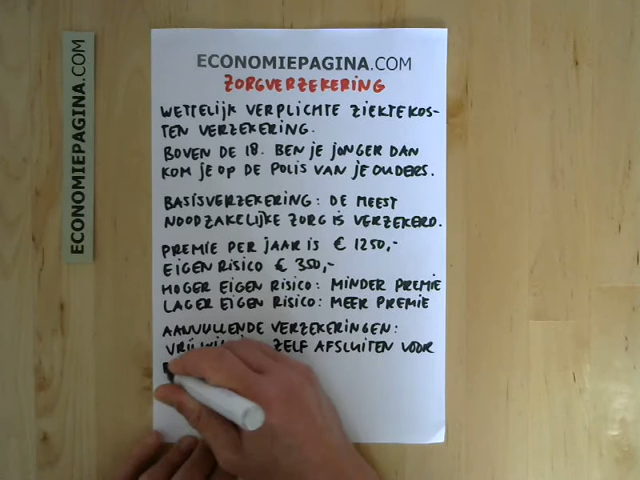 ECONOMIEPAGINA.COM
ECONOMIEPAGINA.COM
ZORGVERZEKERING
WETTELIJK VERPLICHTE ZIEKTEKOS-
TEN VERZEKERING.
BOVEN DE 18. BEN JE JONGER DAN
KOM JE OP DE POLIS VAN JE OUDERS.
BASISVERZEKERING: DE MEEST
NOODZAKELIJKE ZORG IS VERZEKERD.
PREMIE PER JAAR IS € 1250,-
EIGEN RISICO € 350,-
HOGER EIGEN RISICO: MINDER PREMIE
LAGER EIGEN RISICO: MEER PREMIE
AANVULLENDE VERZEKERINGEN:
ZELF AFSLUITEN VOOR